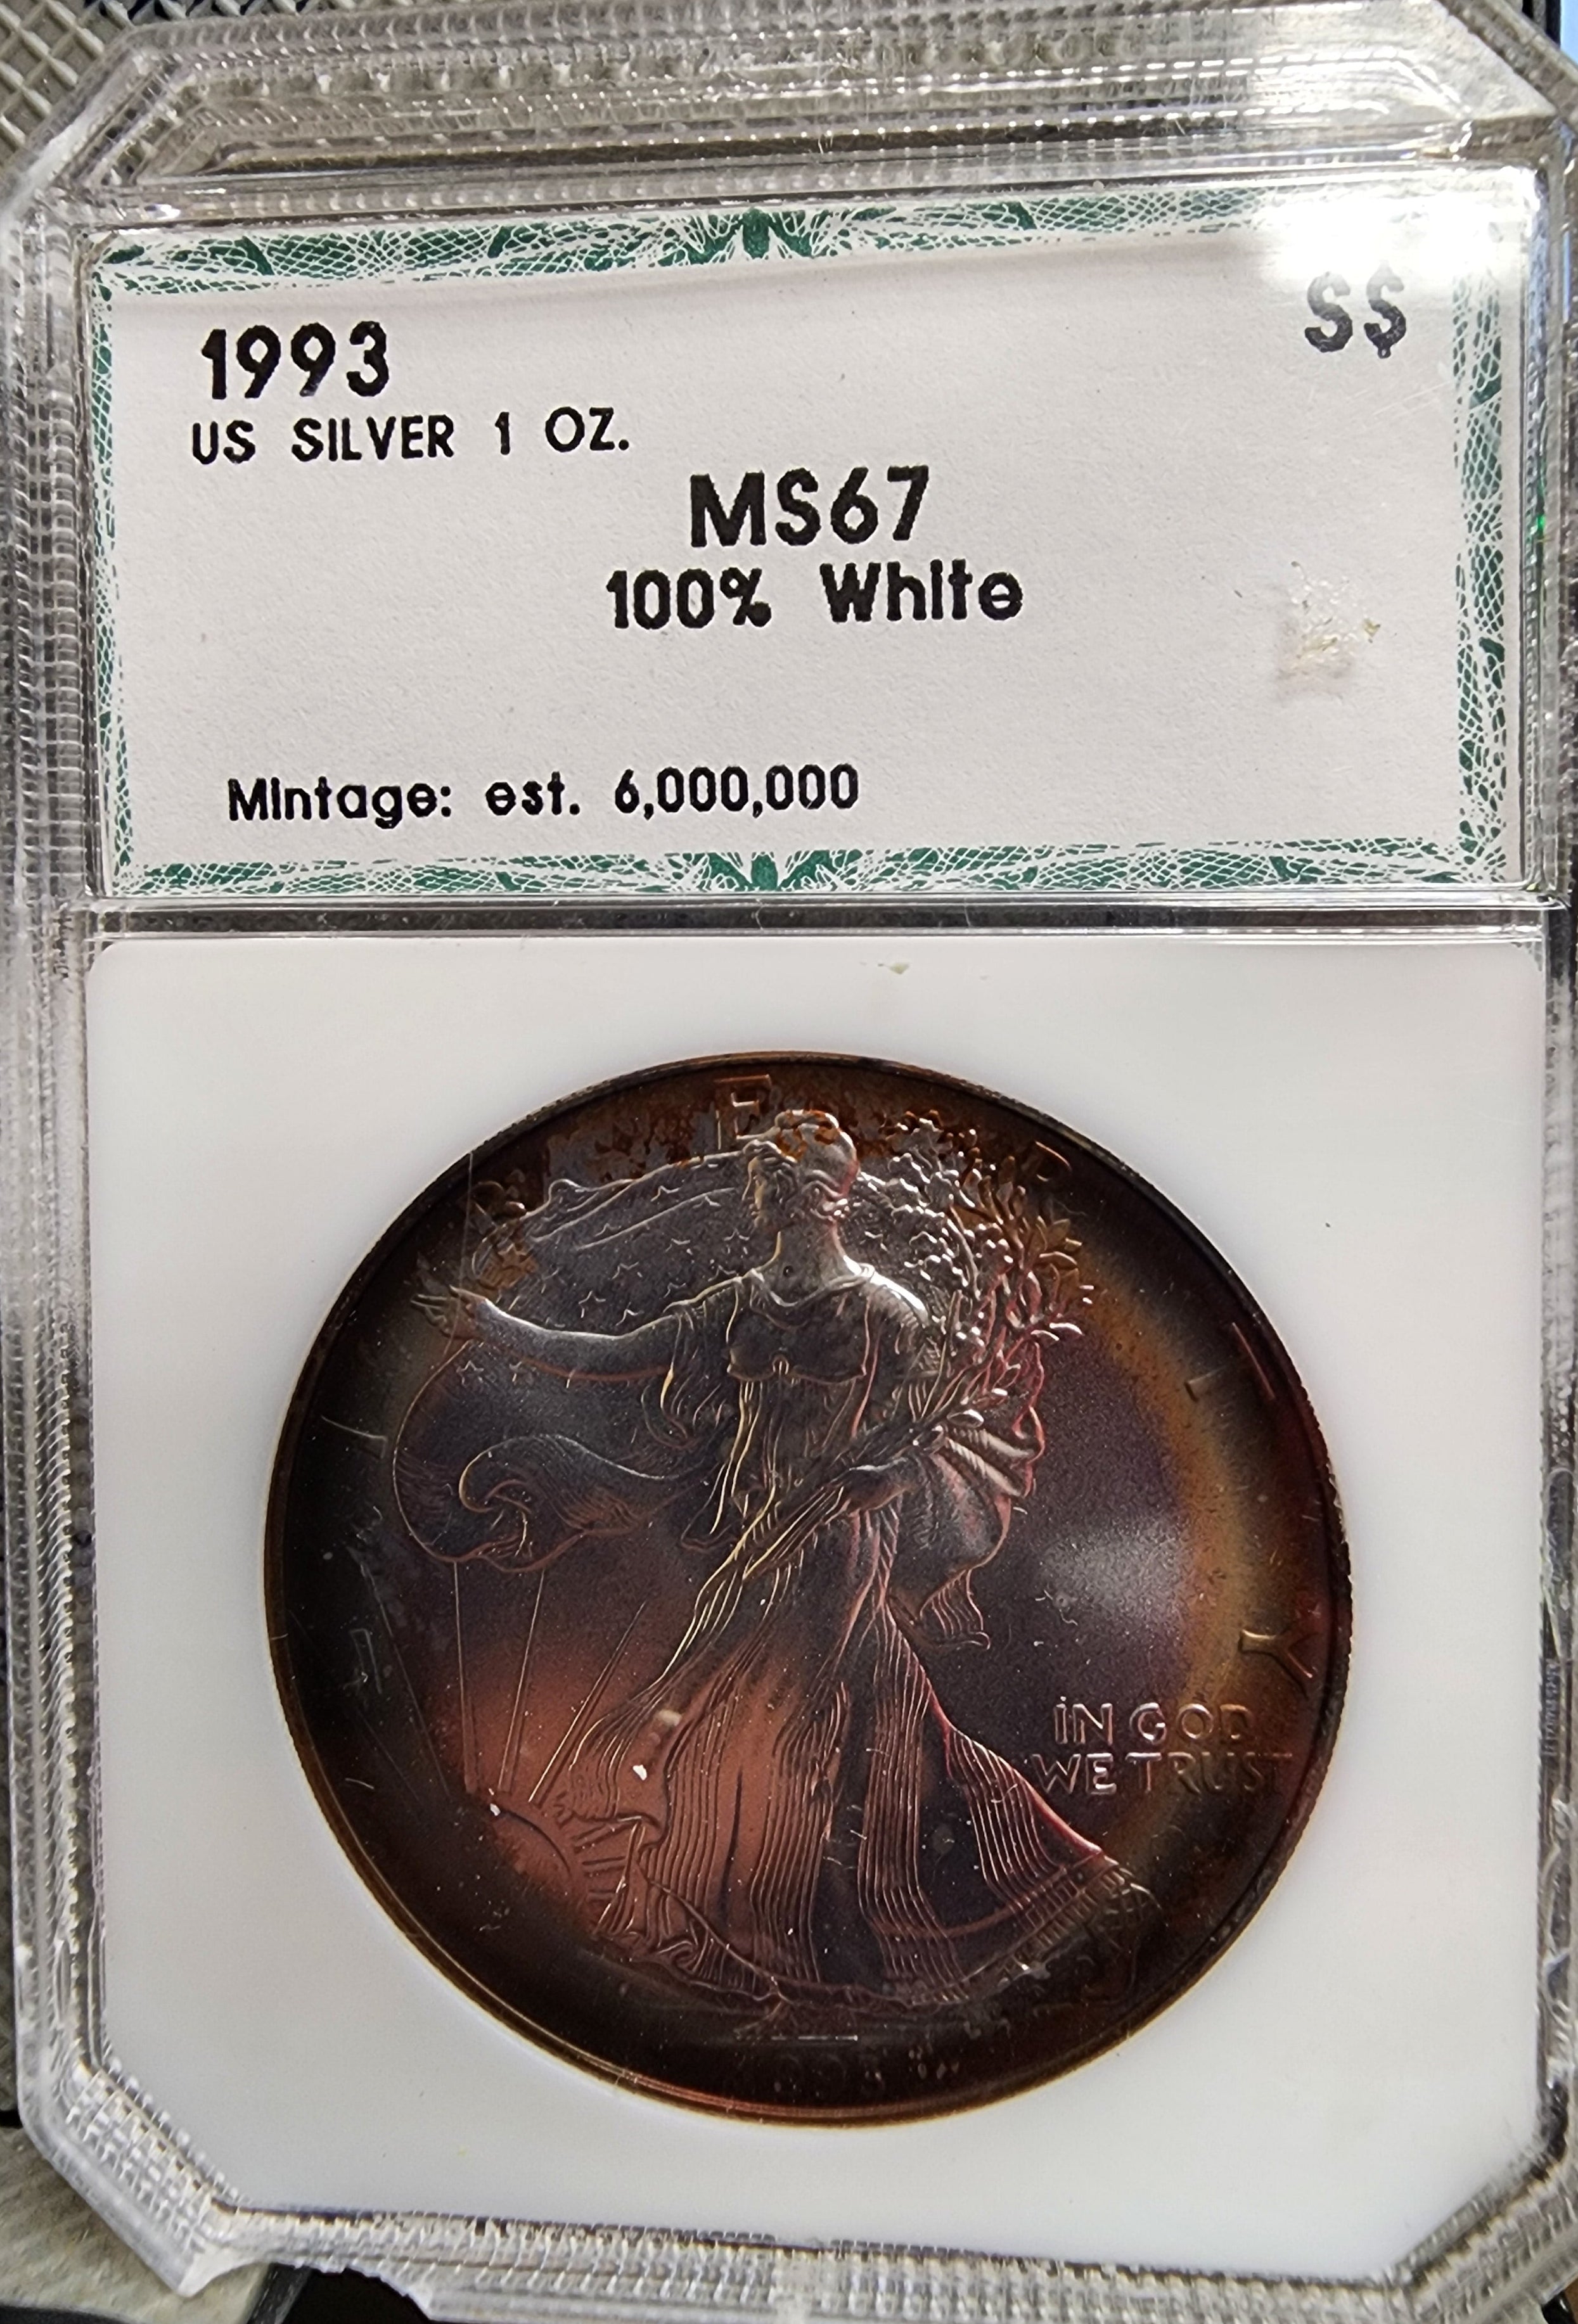 1993
S$
US SILVER 1 OZ.
MS67
100% White
Mintage: est. 6,000,000
IN GOD
WE TRUST